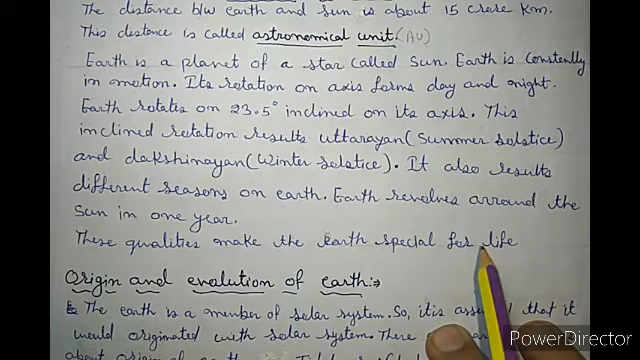 The distance b/w earth and sun is about 15 crore Km.
This distance is called astronomical unit. (AU)
Earth is a planet of a star called Sun. Earth is constently
in motion. Its rotation on axis forms day and night.
Earth rotates on 23.5° inclined on its axis. This
inclined rotation results uttarayan (Summer solstice)
and dakshinayan (Winter solstice). It also results
different seasons on earth. Earth revolves arround the
Sun in one year.
These qualities make the Earth special for life
Origin and evolution of earth:-
The earth is a member of solar system. So, it is that it
would originated with solar system. There
about origin of
PowerDirector